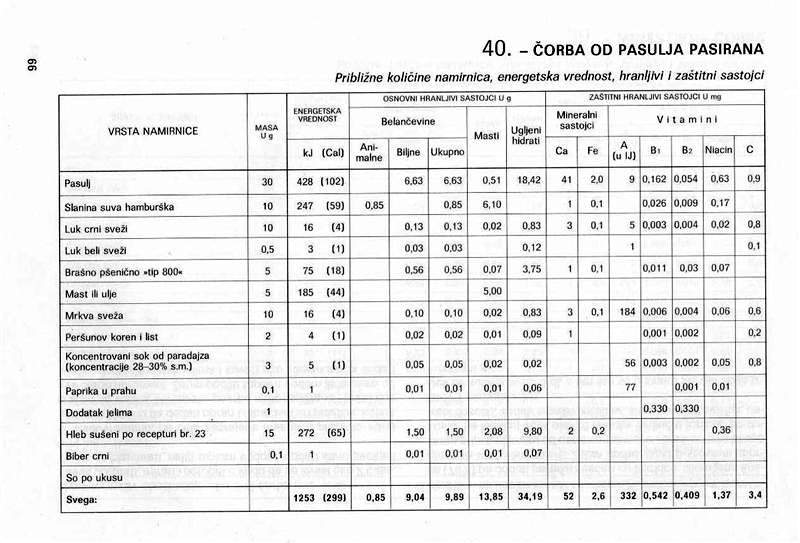 66
40. – ČORBA OD PASULJA PASIRANA
Približne količine namirnica, energetska vrednost, hranljivi i zaštitni sastojci
VRSTA NAMIRNICE MASA U g ENERGETSKA VREDNOST OSNOVNI HRANLJIVI SASTOJCI U g ZAŠTITNI HRANLJIVI SASTOJCI U mg
Belančevine Masti Ugljeni hidrati Mineralni sastojci Vitamini
kJ (Cal) Ani-malne Biljne Ukupno Ca Fe A (u IJ) B1 B2 Niacin C
Pasulj 30 428 (102) 6,63 6,63 0,51 18,42 41 2,0 9 0,162 0,054 0,63 0,9
Slanina suva hamburška 10 247 (59) 0,85 0,85 6,10 1 0,1 0,026 0,009 0,17
Luk crni sveži 10 16 (4) 0,13 0,13 0,02 0,83 3 0,1 5 0,003 0,004 0,02 0,8
Luk beli sveži 0,5 3 (1) 0,03 0,03 0,12 1 0,1
Brašno pšenično »tip 800« 5 75 (18) 0,56 0,56 0,07 3,75 1 0,1 0,011 0,03 0,07
Mast ili ulje 5 185 (44) 5,00
Mrkva sveža 10 16 (4) 0,10 0,10 0,02 0,83 3 0,1 184 0,006 0,004 0,06 0,6
Peršunov koren i list 2 4 (1) 0,02 0,02 0,01 0,09 1 0,001 0,002 0,2
Koncentrovani sok od paradajza
(koncentracije 28–30% s.m.) 3 5 (1) 0,05 0,05 0,02 0,02 56 0,003 0,002 0,05 0,8
Paprika u prahu 0,1 1 0,01 0,01 0,01 0,06 77 0,001 0,01
Dodatak jelima 1 0,330 0,330
Hleb sušeni po recepturi br. 23 15 272 (65) 1,50 1,50 2,08 9,80 2 0,2 0,36
Biber crni 0,1 1 0,01 0,01 0,01 0,07
So po ukusu
Svega: 1253 (299) 0,85 9,04 9,89 13,85 34,19 52 2,6 332 0,542 0,409 1,37 3,4